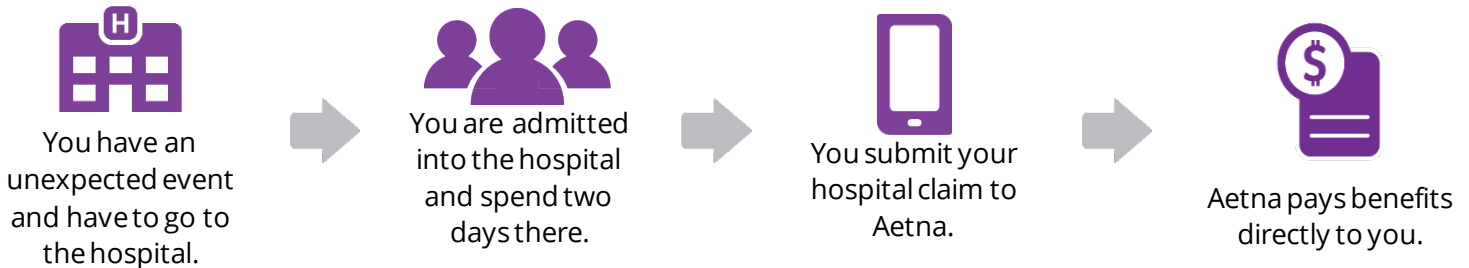 H
You have an
unexpected event
and have to go to
the hospital.
You are admitted
into the hospital
and spend two
days there.
You submit your
hospital claim to
Aetna.
$
Aetna pays benefits
directly to you.